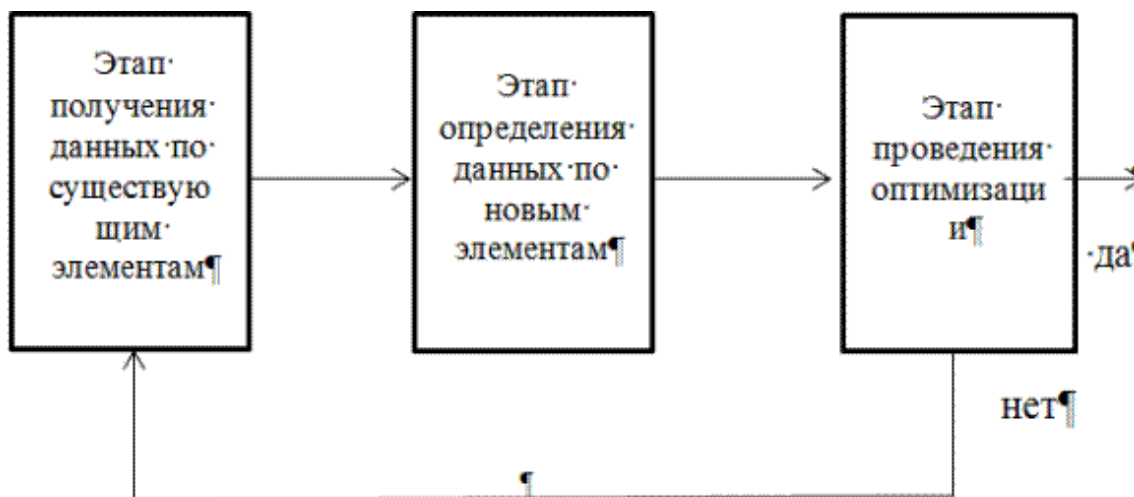 Этап·
получения·
данных·по·
существую
щим·
элементам¶
Этап·
определения·
данных·по·
новым·
элементам¶
Этап·
проведения·
оптимизаци
и¶
·да¶
нет¶
¶